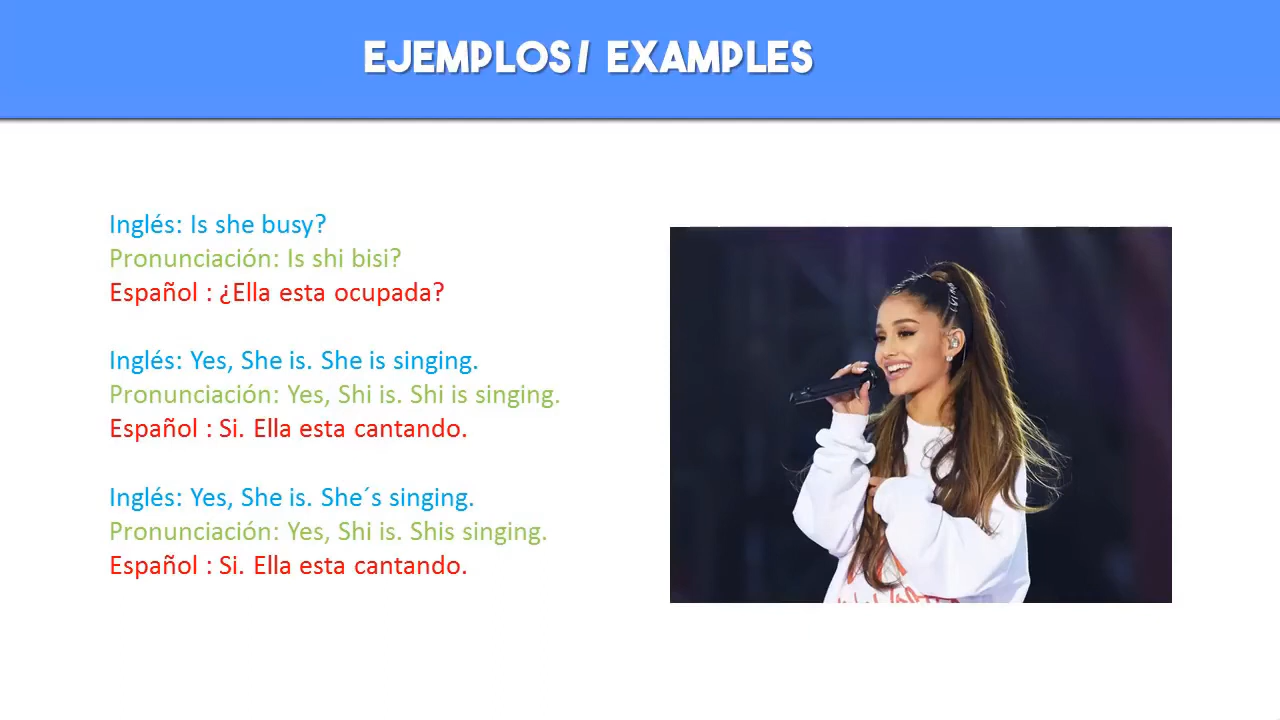 EJEMPLOS/ EXAMPLES
Inglés: Is she busy?
Pronunciación: Is shi bisi?
Español : ¿Ella esta ocupada?
Inglés: Yes, She is. She is singing.
Pronunciación: Yes, Shi is. Shi is singing.
Español : Si. Ella esta cantando.
Inglés: Yes, She is. She´s singing.
Pronunciación: Yes, Shi is. Shis singing.
Español : Si. Ella esta cantando.